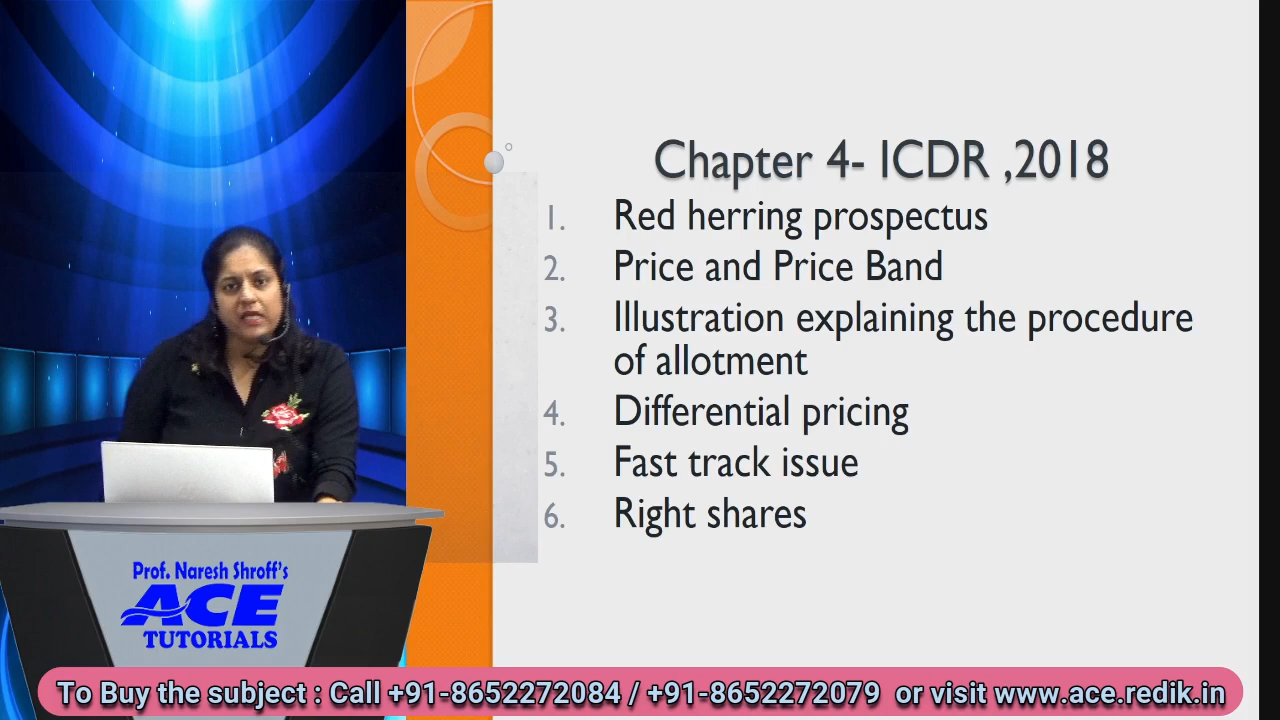 Chapter 4- ICDR ,2018
1. Red herring prospectus
2. Price and Price Band
3. Illustration explaining the procedure
of allotment
4. Differential pricing
5. Fast track issue
6. Right shares
Prof. Naresh Shroff's
ACE
TUTORIALS
To Buy the subject : Call +91-8652272084 / +91-8652272079 or visit www.ace.redik.in